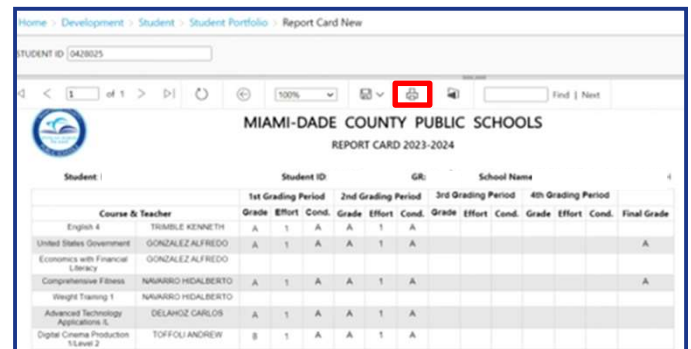 Home > Development > Student > Student Portfolio > Report Card New
STUDENT ID 0428025
1 of 1 100% Find | Next
MIAMI-DADE COUNTY PUBLIC SCHOOLS
REPORT CARD 2023-2024
Student: Student ID: GR: School Name
1st Grading Period 2nd Grading Period 3rd Grading Period 4th Grading Period
Course & Teacher Grade Effort Cond. Grade Effort Cond. Grade Effort Cond. Grade Effort Cond. Final Grade
English 4 TRIMBLE KENNETH A 1 A A 1 A
United States Government GONZALEZ ALFREDO A 1 A A 1 A A
Economics with Financial Literacy GONZALEZ ALFREDO
Comprehensive Fitness NAVARRO HIDALBERTO A 1 A A 1 A A
Weight Training 1 NAVARRO HIDALBERTO
Advanced Technology Applications IL DELAHOZ CARLOS A 1 A A 1 A
Digital Cinema Production 1/Level 2 TOFFOLI ANDREW B 1 A A 1 A